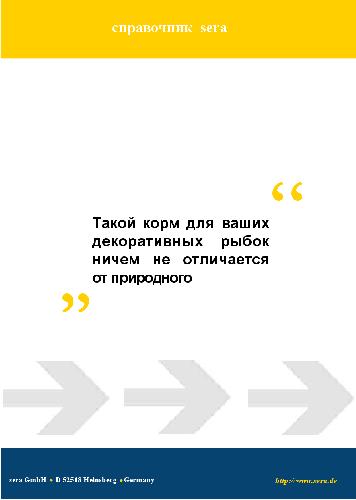 справочник sera
“
Такой корм для ваших
декоративных рыбок
ничем не отличается
от природного
”
sera GmbH • D 52518 Heinsberg • Germany http://www.sera.de